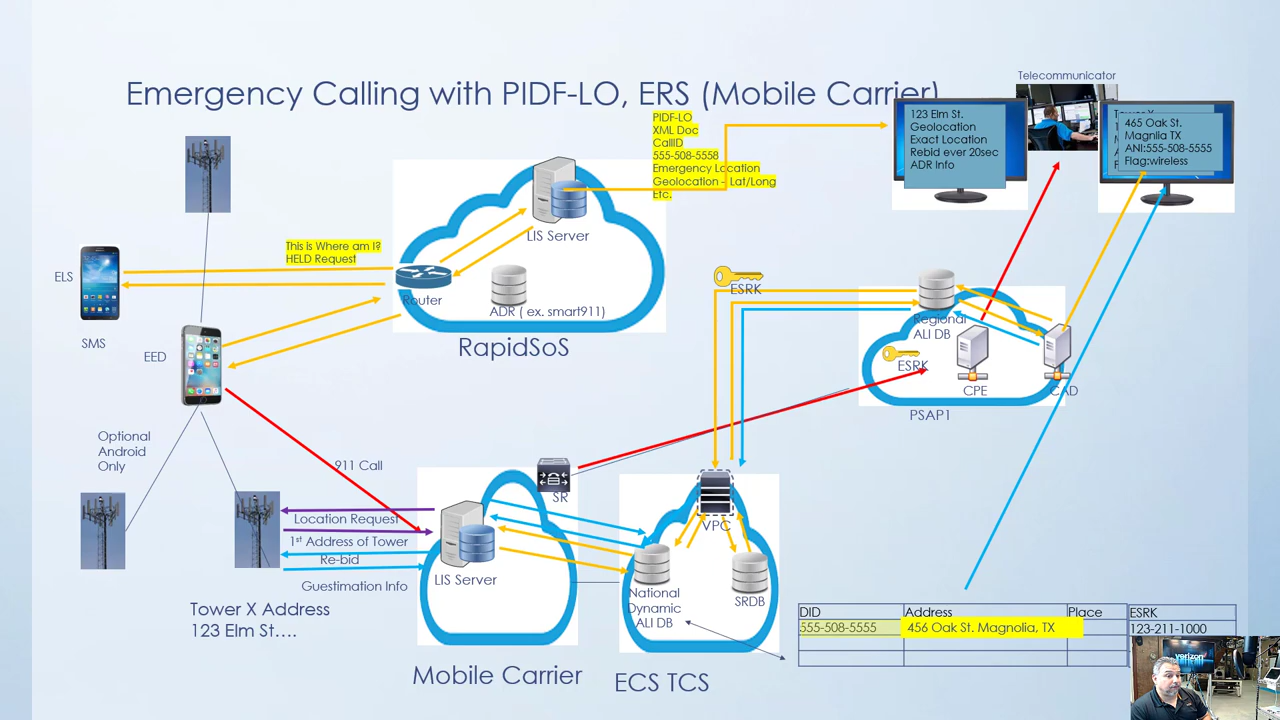 Telecommunicator
Emergency Calling with PIDF-LO, ERS (Mobile Carrier)
PIDF-LO
XML Doc
CallID
555-508-5558
Emergency Location
Geolocation - Lat/Long
Etc.
123 Elm St.
Geolocation
Exact Location
Rebid ever 20sec
ADR Info
465 Oak St.
Magnlia TX
ANI:555-508-5555
Flag:wireless
This is Where am I?
HELD Request
LIS Server
ELS
Router
ADR ( ex. smart911)
SMS
RapidSoS
EED
ESRK
Regional
ALI DB
ESRK
CPE
CAD
PSAP1
Optional
Android
Only
911 Call
SR
Location Request
1st Address of Tower
Re-bid
Guestimation Info
LIS Server
VPC
National
Dynamic
ALI DB
SRDB
Tower X Address
123 Elm St....
Mobile Carrier
ECS TCS
DID Address Place ESRK
555-508-5555 456 Oak St. Magnolia, TX 123-211-1000
verizon